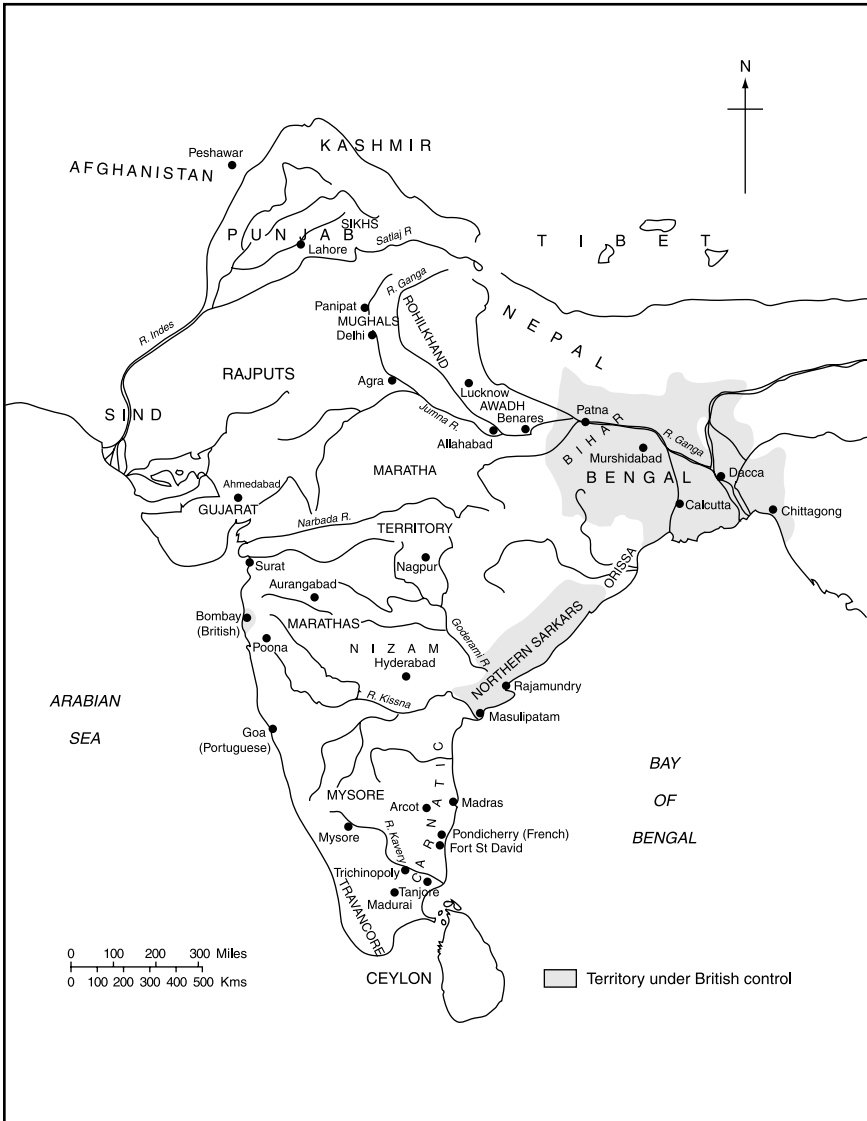 N
KASHMIR
Peshawar
AFGHANISTAN
SIKHS
PUNJAB
Lahore
Satlaj R
TIBET
R. Ganga
Panipat
MUGHALS
Delhi
ROHILKHAND
NEPAL
R. Indes
RAJPUTS
Agra
Lucknow
AWADH
Benares
Patna
SIND
Jumna R.
Allahabad
BIHAR
R. Ganga
Murshidabad
MARATHA
BENGAL
Dacca
Ahmedabad
GUJARAT
Calcutta
Chittagong
Narbada R.
TERRITORY
Surat
Nagpur
ORISSA
Aurangabad
Bombay
(British)
MARATHAS
Poona
NIZAM
Hyderabad
Goderami R
NORTHERN SARKARS
Rajamundry
R. Kissna
Masulipatam
ARABIAN
SEA
Goa
(Portuguese)
BAY
OF
BENGAL
MYSORE
CARNATIC
Arcot
Madras
Mysore
R. Kavery
Pondicherry (French)
Fort St David
Trichinopoly
Tanjore
Madurai
TRAVANCORE
0 100 200 300 Miles
0 100 200 300 400 500 Kms
CEYLON
Territory under British control